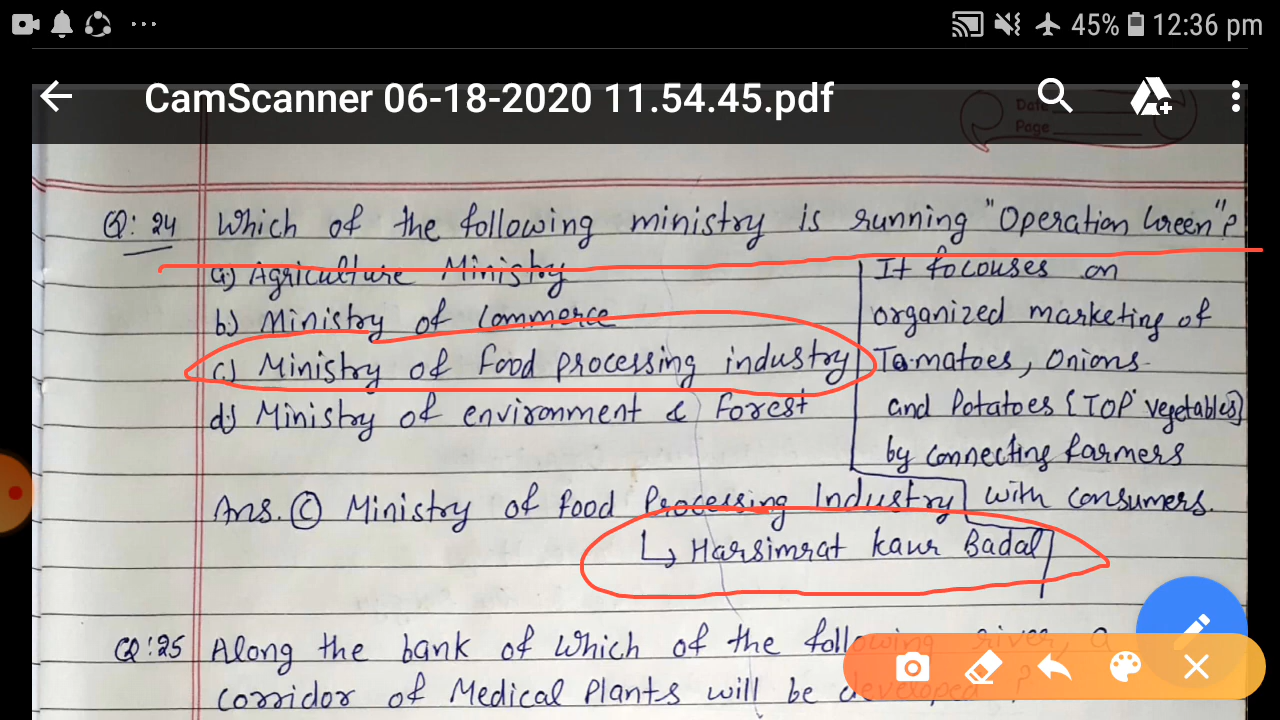 45% 12:36 pm
CamScanner 06-18-2020 11.54.45.pdf
Date
Page
Q: 24 Which of the following ministry is running "Operation Green"?
a) Agriculture Ministry
b) Ministry of Commerce
c) Ministry of food processing industry
d) Ministry of environment & Forest
It focouses on
organized marketing of
Tomatoes, Onions.
and Potatoes {TOP vegetables}
by connecting farmers
with consumers.
Ans. (C) Ministry of food Processing Industry
↳ Harsimrat kaur Badal
Q: 25 Along the bank of which of the following river, a
corridor of Medical Plants will be developed ?